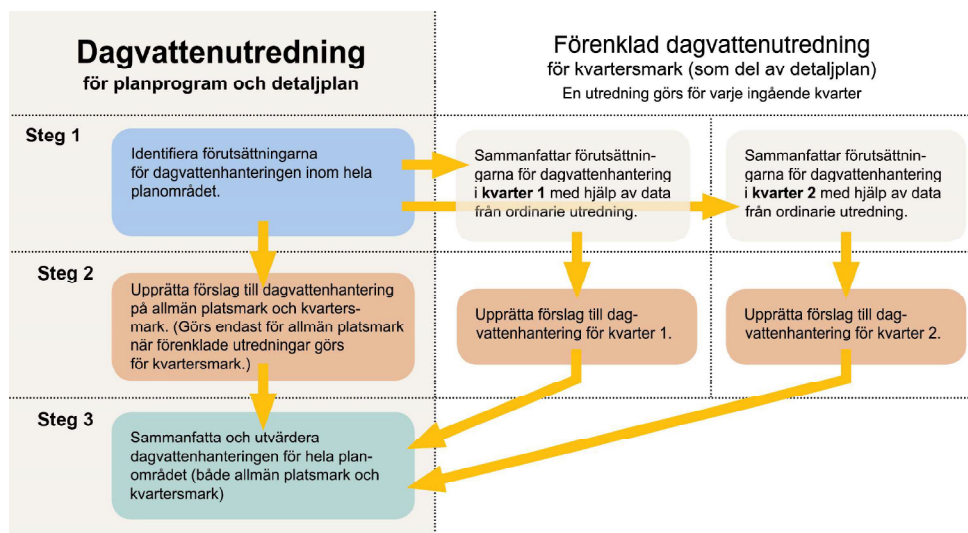 Dagvattenutredning
för planprogram och detaljplan
Förenklad dagvattenutredning
för kvartersmark (som del av detaljplan)
En utredning görs för varje ingående kvarter
Steg 1
Identifiera förutsättningarna
för dagvattenhanteringen inom hela
planområdet.
Sammanfattar förutsättnin-
garna för dagvattenhantering
i kvarter 1 med hjälp av data
från ordinarie utredning.
Sammanfattar förutsättnin-
garna för dagvattenhantering
i kvarter 2 med hjälp av data
från ordinarie utredning.
Steg 2
Upprätta förslag till dagvattenhantering
på allmän platsmark och kvarters-
mark. (Görs endast för allmän platsmark
när förenklade utredningar görs
för kvartersmark.)
Upprätta förslag till dag-
vattenhantering för kvarter 1.
Upprätta förslag till dag-
vattenhantering för kvarter 2.
Steg 3
Sammanfatta och utvärdera
dagvattenhanteringen för hela plan-
området (både allmän platsmark och
kvartersmark)